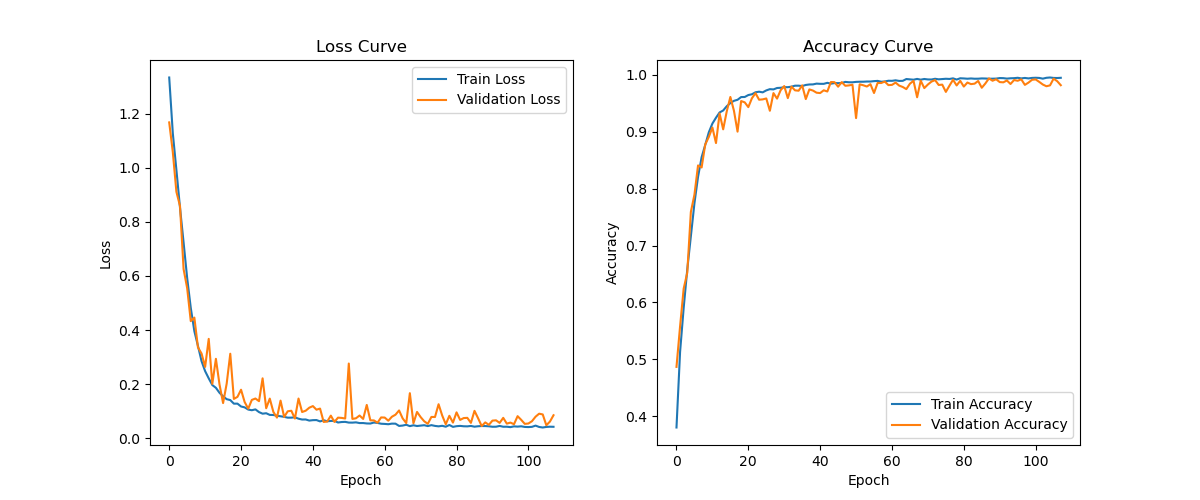 Loss Curve
Train Loss
Validation Loss
Loss
1.2
1.0
0.8
0.6
0.4
0.2
0.0
0 20 40 60 80 100
Epoch
Accuracy Curve
Accuracy
1.0
0.9
0.8
0.7
0.6
0.5
0.4
Train Accuracy
Validation Accuracy
0 20 40 60 80 100
Epoch